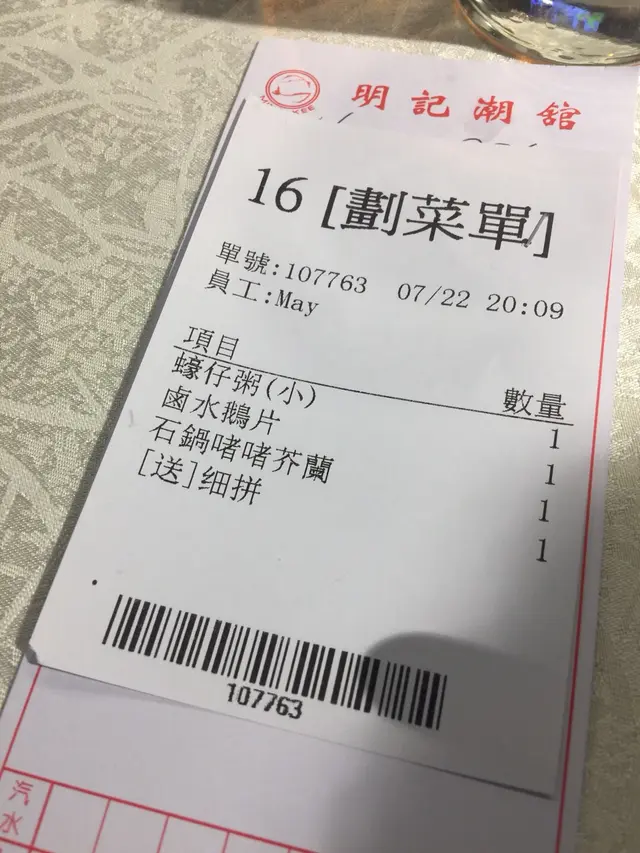 明記潮舘
16 [劃菜單]
單號:107763 07/22 20:09
員工:May
項目 數量
蠔仔粥(小) 1
鹵水鵝片 1
石鍋啫啫芥蘭 1
[送]细拼 1
107763
汽水